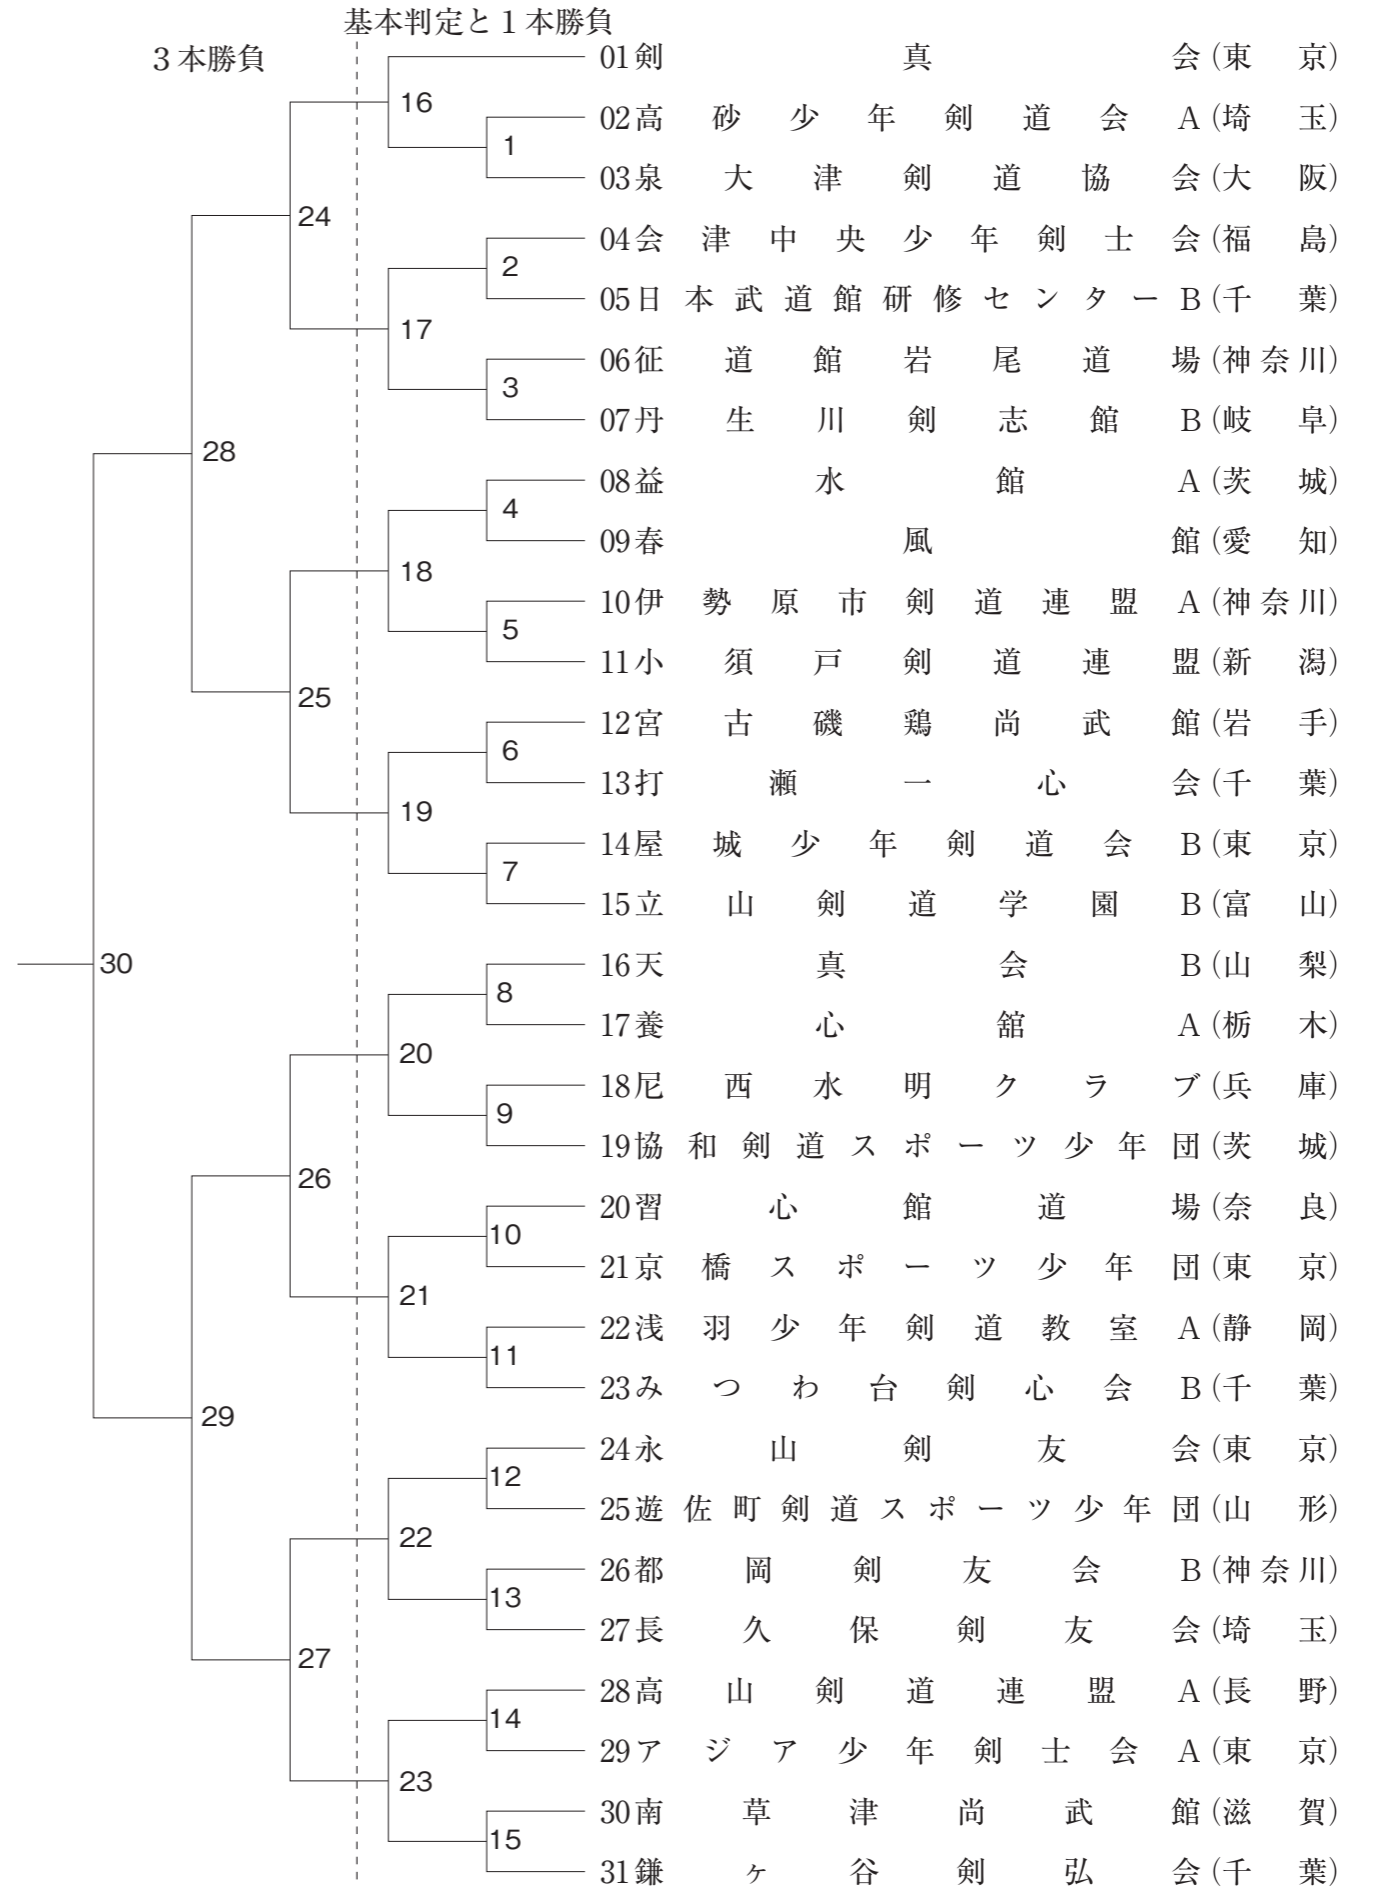 基本判定と1本勝負
3本勝負
01剣真会(東京)
16
02高砂少年剣道会A(埼玉)
1
03泉大津剣道協会(大阪)
24
04会津中央少年剣士会(福島)
2
05日本武道館研修センターB(千葉)
17
06征道館岩尾道場(神奈川)
3
07丹生川剣志館B(岐阜)
28
08益水館A(茨城)
4
09春風館(愛知)
18
10伊勢原市剣道連盟A(神奈川)
5
11小須戸剣道連盟(新潟)
25
12宮古磯鶏尚武館(岩手)
6
13打瀬一心会(千葉)
19
14屋城少年剣道会B(東京)
7
15立山剣道学園B(富山)
30
16天真会B(山梨)
8
17養心舘A(栃木)
20
18尼西水明クラブ(兵庫)
9
19協和剣道スポーツ少年団(茨城)
26
20習心館道場(奈良)
10
21京橋スポーツ少年団(東京)
21
22浅羽少年剣道教室A(静岡)
11
23みつわ台剣心会B(千葉)
29
24永山剣友会(東京)
12
25遊佐町剣道スポーツ少年団(山形)
22
26都岡剣友会B(神奈川)
13
27長久保剣友会(埼玉)
27
28高山剣道連盟A(長野)
14
29アジア少年剣士会A(東京)
23
30南草津尚武館(滋賀)
15
31鎌ヶ谷剣弘会(千葉)